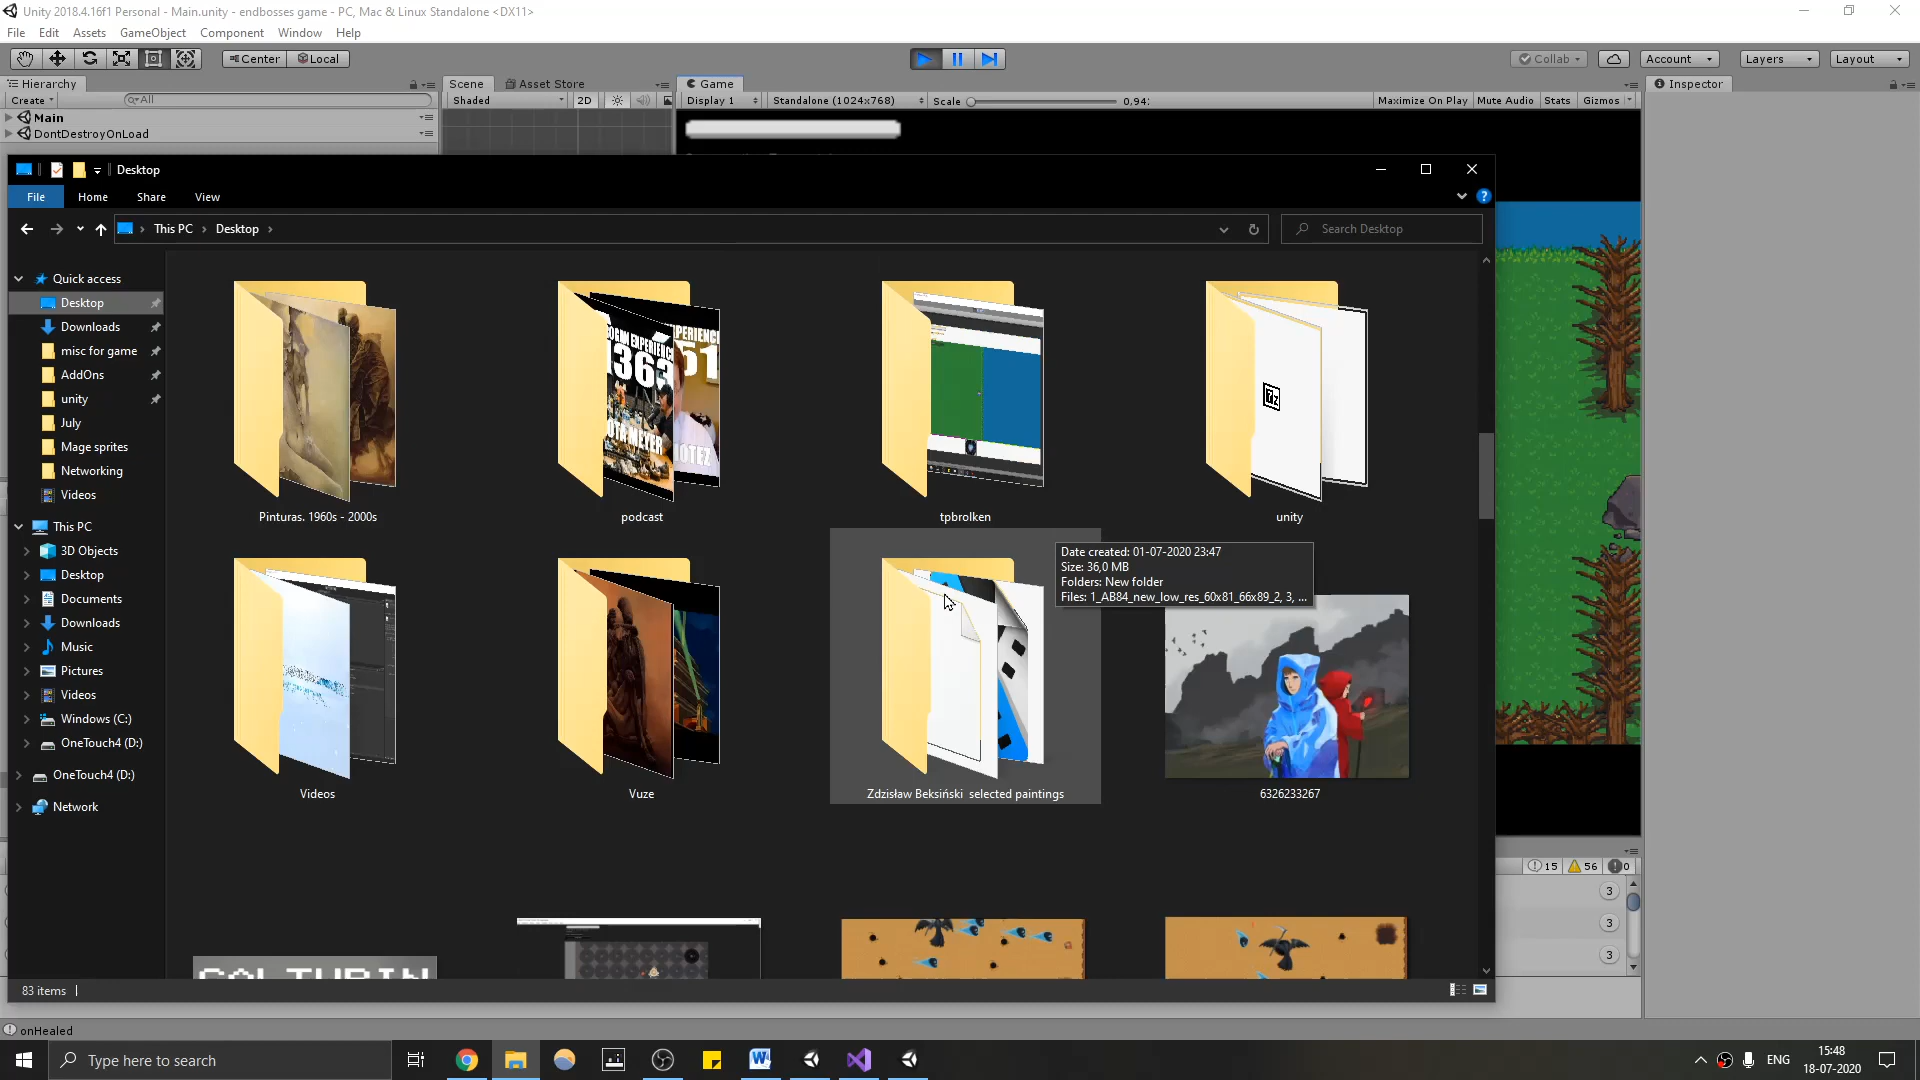 Unity 2018.4.16f1 Personal - Main.unity - endbosses game - PC, Mac & Linux Standalone <DX11>
File Edit Assets GameObject Component Window Help
Center Local Collab Account Layers Layout
Hierarchy Scene Asset Store Game Inspector
Create All Shaded 2D Display 1 Standalone (1024x768) Scale 0,94: Maximize On Play Mute Audio Stats Gizmos
Main
DontDestroyOnLoad
Desktop
File Home Share View
This PC Desktop Search Desktop
Quick access
Desktop
Downloads
misc for game
AddOns
unity
July
Mage sprites
Networking
Videos
This PC
3D Objects
Desktop
Documents
Downloads
Music
Pictures
Videos
Windows (C:)
OneTouch4 (D:)
OneTouch4 (D:)
Network
1363
MEYER
Pinturas. 1960s - 2000s podcast tpbrolken unity
Date created: 01-07-2020 23:47
Size: 36,0 MB
Folders: New folder
Files: 1_AB84_new_low_res_60x81_66x89_2, 3, ...
Videos Vuze Zdzisław Beksiński selected paintings 6326233267
15 56 0
3
3
3
83 items
onHealed
Type here to search
ENG
15:48
18-07-2020